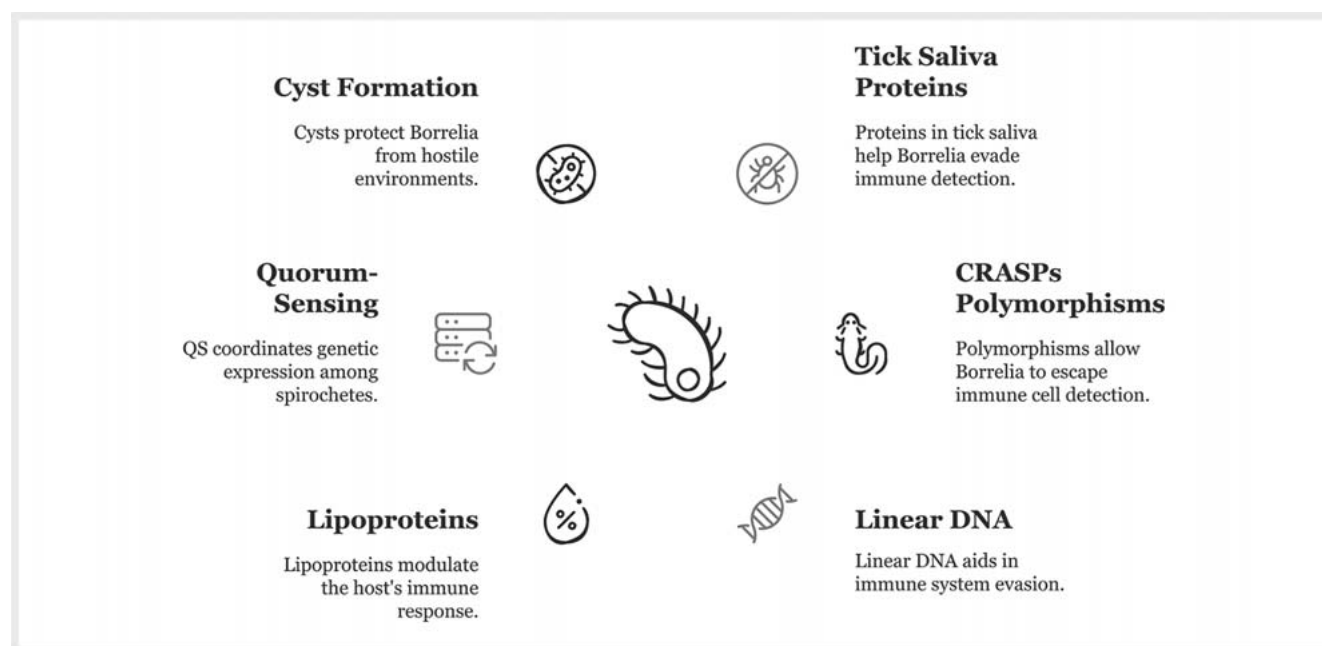 Cyst Formation
Cysts protect Borrelia
from hostile
environments.
Tick Saliva
Proteins
Proteins in tick saliva
help Borrelia evade
immune detection.
Quorum-
Sensing
QS coordinates genetic
expression among
spirochetes.
CRASPs
Polymorphisms
Polymorphisms allow
Borrelia to escape
immune cell detection.
Lipoproteins
Lipoproteins modulate
the host's immune
response.
%
Linear DNA
Linear DNA aids in
immune system evasion.